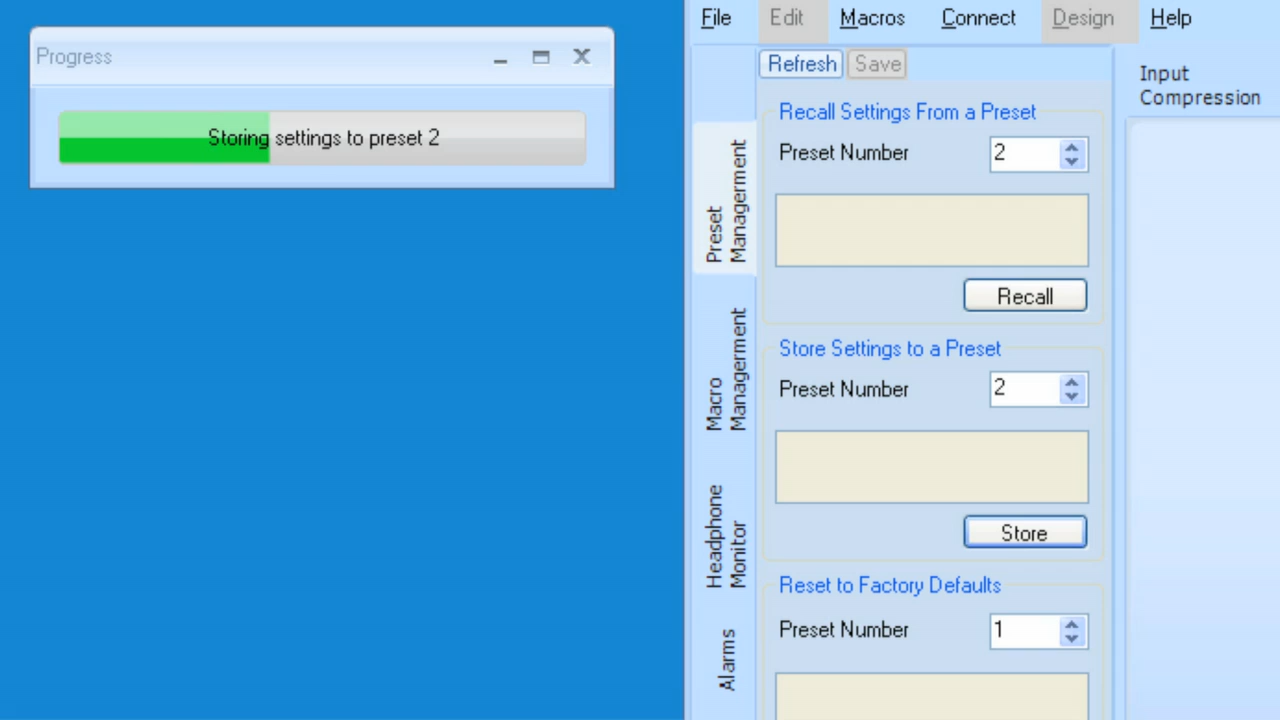 Progress
Storing settings to preset 2
File Edit Macros Connect Design Help
Refresh Save
Input
Compression
Preset
Managerment
Macro
Managerment
Headphone
Monitor
Alarms
Recall Settings From a Preset
Preset Number 2
Recall
Store Settings to a Preset
Preset Number 2
Store
Reset to Factory Defaults
Preset Number 1